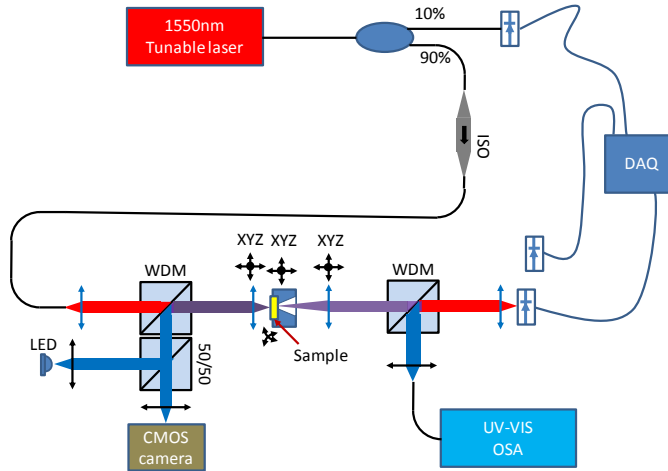 1550nm
Tunable laser
10%
90%
ISO
DAQ
XYZ
XYZ
XYZ
WDM
WDM
LED
50/50
Sample
CMOS
camera
UV-VIS
OSA